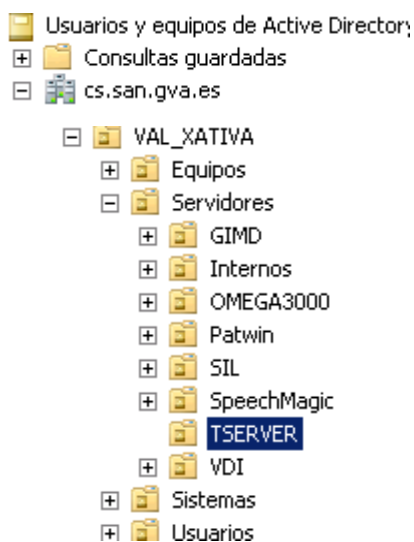 Usuarios y equipos de Active Directory
Consultas guardadas
cs.san.gva.es
VAL_XATIVA
Equipos
Servidores
GIMD
Internos
OMEGA3000
Patwin
SIL
SpeechMagic
TSERVER
VDI
Sistemas
Usuarios